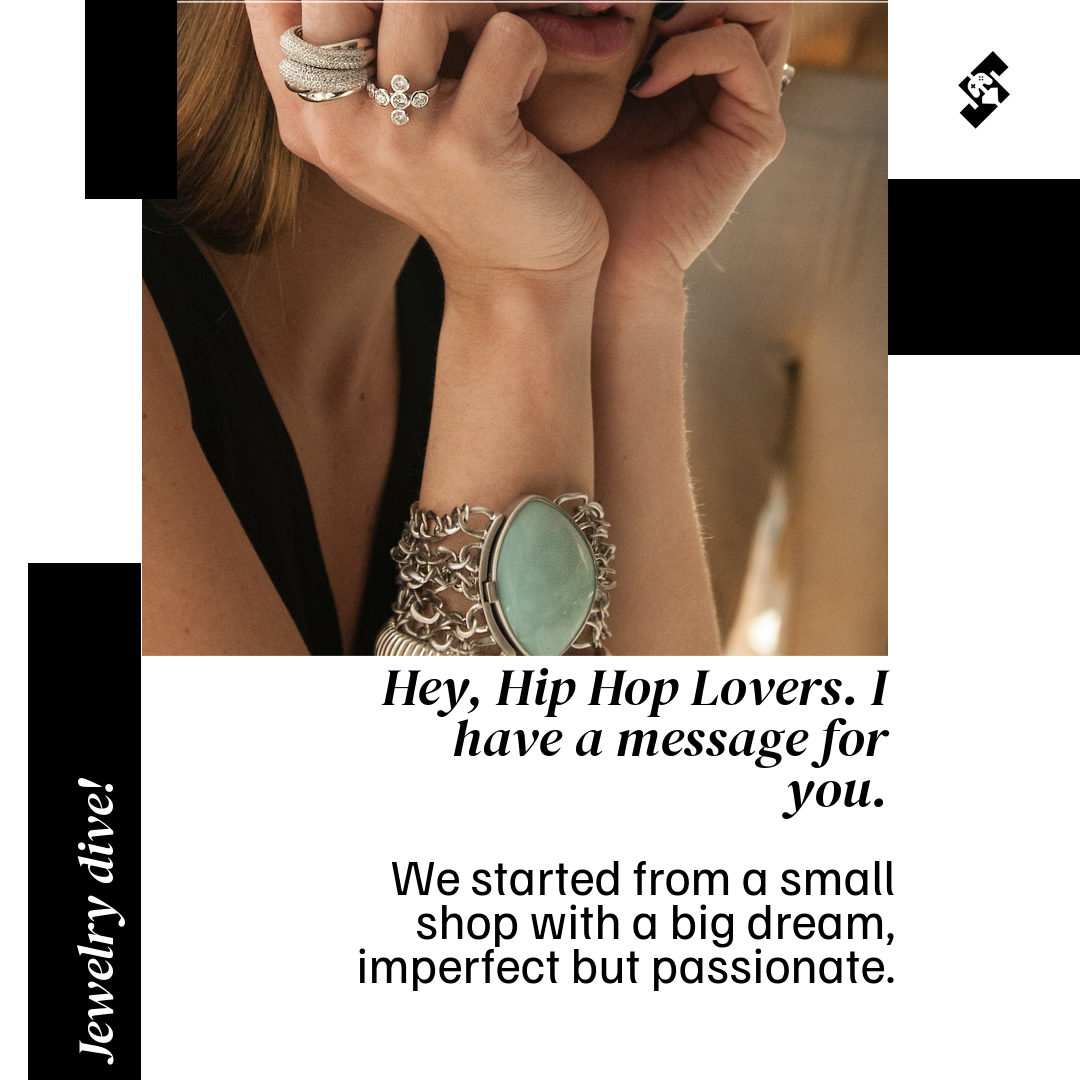 Hey, Hip Hop Lovers. I
have a message for
you.
We started from a small
shop with a big dream,
imperfect but passionate.
Jewelry dive!